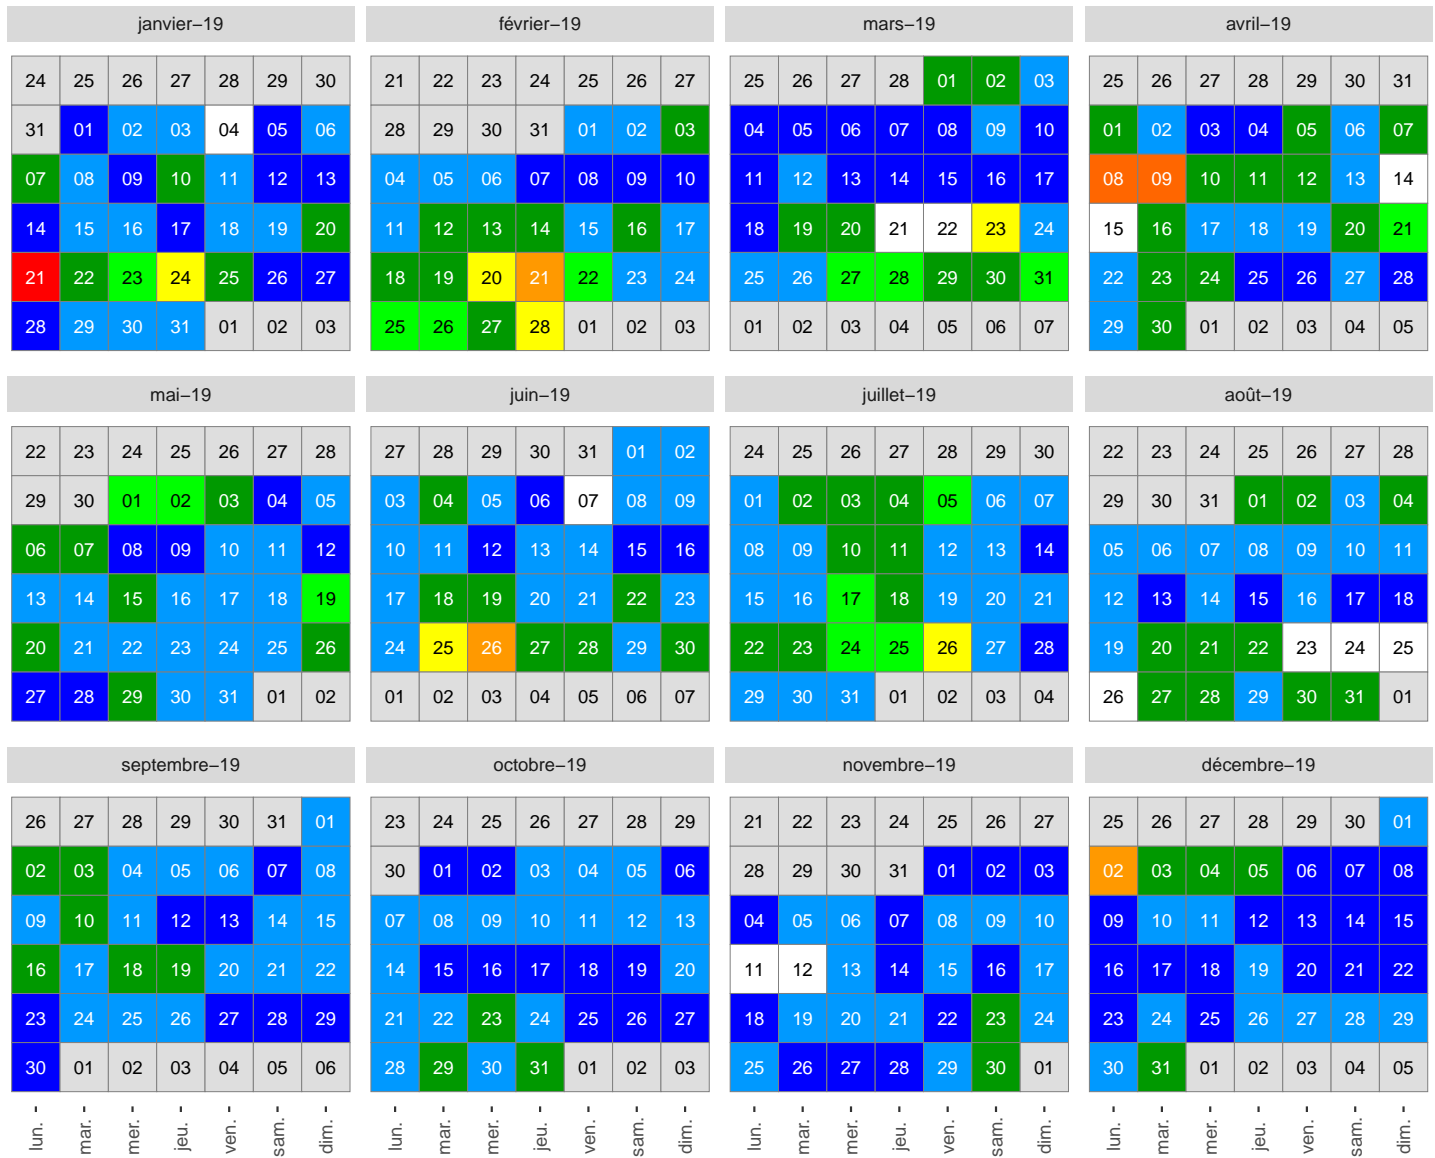 janvier–19 février–19 mars–19 avril–19
24 25 26 27 28 29 30 21 22 23 24 25 26 27 25 26 27 28 01 02 03 25 26 27 28 29 30 31
31 01 02 03 04 05 06 28 29 30 31 01 02 03 04 05 06 07 08 09 10 01 02 03 04 05 06 07
07 08 09 10 11 12 13 04 05 06 07 08 09 10 11 12 13 14 15 16 17 08 09 10 11 12 13 14
14 15 16 17 18 19 20 11 12 13 14 15 16 17 18 19 20 21 22 23 24 15 16 17 18 19 20 21
21 22 23 24 25 26 27 18 19 20 21 22 23 24 25 26 27 28 29 30 31 22 23 24 25 26 27 28
28 29 30 31 01 02 03 25 26 27 28 01 02 03 01 02 03 04 05 06 07 29 30 01 02 03 04 05
mai–19 juin–19 juillet–19 août–19
22 23 24 25 26 27 28 27 28 29 30 31 01 02 24 25 26 27 28 29 30 22 23 24 25 26 27 28
29 30 01 02 03 04 05 03 04 05 06 07 08 09 01 02 03 04 05 06 07 29 30 31 01 02 03 04
06 07 08 09 10 11 12 10 11 12 13 14 15 16 08 09 10 11 12 13 14 05 06 07 08 09 10 11
13 14 15 16 17 18 19 17 18 19 20 21 22 23 15 16 17 18 19 20 21 12 13 14 15 16 17 18
20 21 22 23 24 25 26 24 25 26 27 28 29 30 22 23 24 25 26 27 28 19 20 21 22 23 24 25
27 28 29 30 31 01 02 01 02 03 04 05 06 07 29 30 31 01 02 03 04 26 27 28 29 30 31 01
septembre–19 octobre–19 novembre–19 décembre–19
26 27 28 29 30 31 01 23 24 25 26 27 28 29 21 22 23 24 25 26 27 25 26 27 28 29 30 01
02 03 04 05 06 07 08 30 01 02 03 04 05 06 28 29 30 31 01 02 03 02 03 04 05 06 07 08
09 10 11 12 13 14 15 07 08 09 10 11 12 13 04 05 06 07 08 09 10 09 10 11 12 13 14 15
16 17 18 19 20 21 22 14 15 16 17 18 19 20 11 12 13 14 15 16 17 16 17 18 19 20 21 22
23 24 25 26 27 28 29 21 22 23 24 25 26 27 18 19 20 21 22 23 24 23 24 25 26 27 28 29
30 01 02 03 04 05 06 28 29 30 31 01 02 03 25 26 27 28 29 30 01 30 31 01 02 03 04 05
lun. mar. mer. jeu. ven. sam. dim. lun. mar. mer. jeu. ven. sam. dim. lun. mar. mer. jeu. ven. sam. dim. lun. mar. mer. jeu. ven. sam. dim.